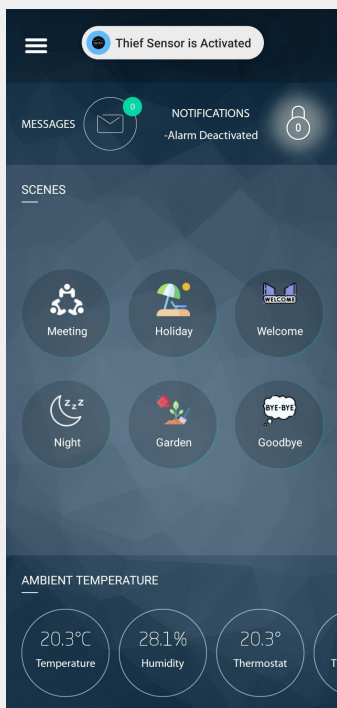 Thief Sensor is Activated
0
MESSAGES
NOTIFICATIONS
-Alarm Deactivated
0
SCENES
Meeting
Holiday
WELCOME
Welcome
zzZ
Night
Garden
BYE-BYE
Goodbye
AMBIENT TEMPERATURE
20.3°C
Temperature
28.1%
Humidity
20.3°
Thermostat
T